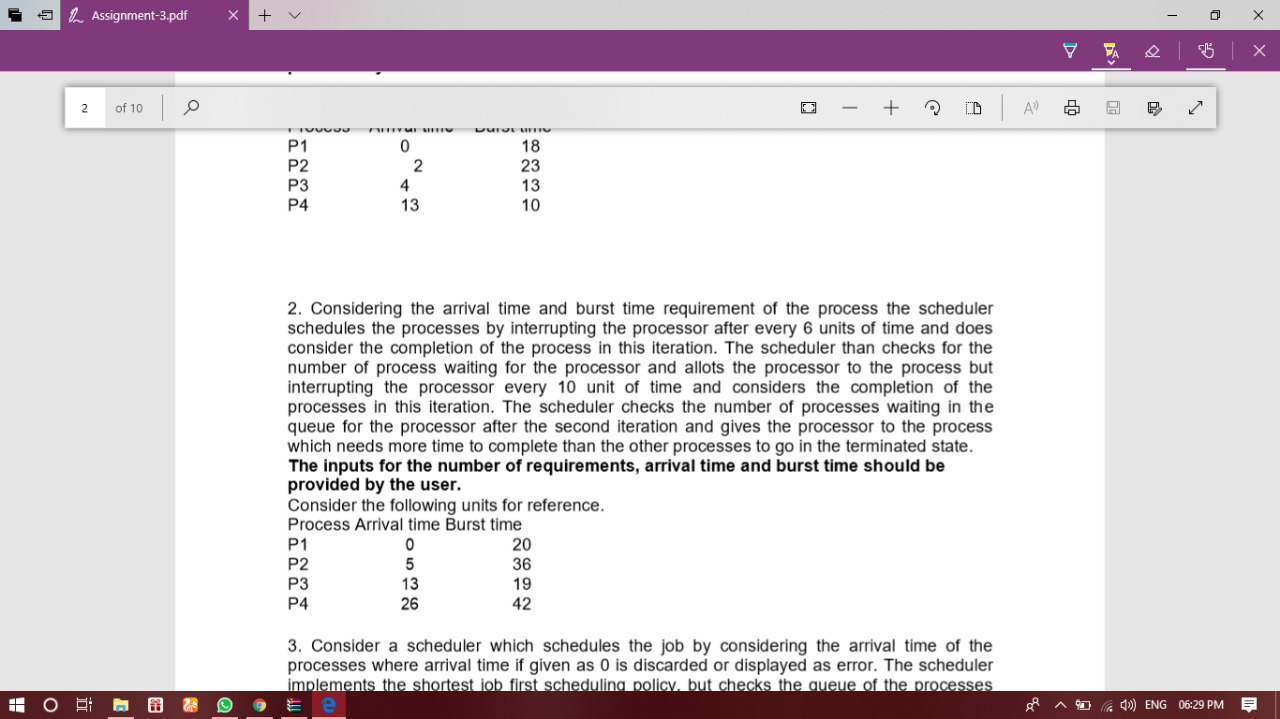 Assignment-3.pdf
2 of 10
Process Arrival time Burst time
P1 0 18
P2 2 23
P3 4 13
P4 13 10
2. Considering the arrival time and burst time requirement of the process the scheduler
schedules the processes by interrupting the processor after every 6 units of time and does
consider the completion of the process in this iteration. The scheduler than checks for the
number of process waiting for the processor and allots the processor to the process but
interrupting the processor every 10 unit of time and considers the completion of the
processes in this iteration. The scheduler checks the number of processes waiting in the
queue for the processor after the second iteration and gives the processor to the process
which needs more time to complete than the other processes to go in the terminated state.
The inputs for the number of requirements, arrival time and burst time should be
provided by the user.
Consider the following units for reference.
Process Arrival time Burst time
P1 0 20
P2 5 36
P3 13 19
P4 26 42
3. Consider a scheduler which schedules the job by considering the arrival time of the
processes where arrival time if given as 0 is discarded or displayed as error. The scheduler
implements the shortest job first scheduling policy, but checks the queue of the processes
ENG 06:29 PM